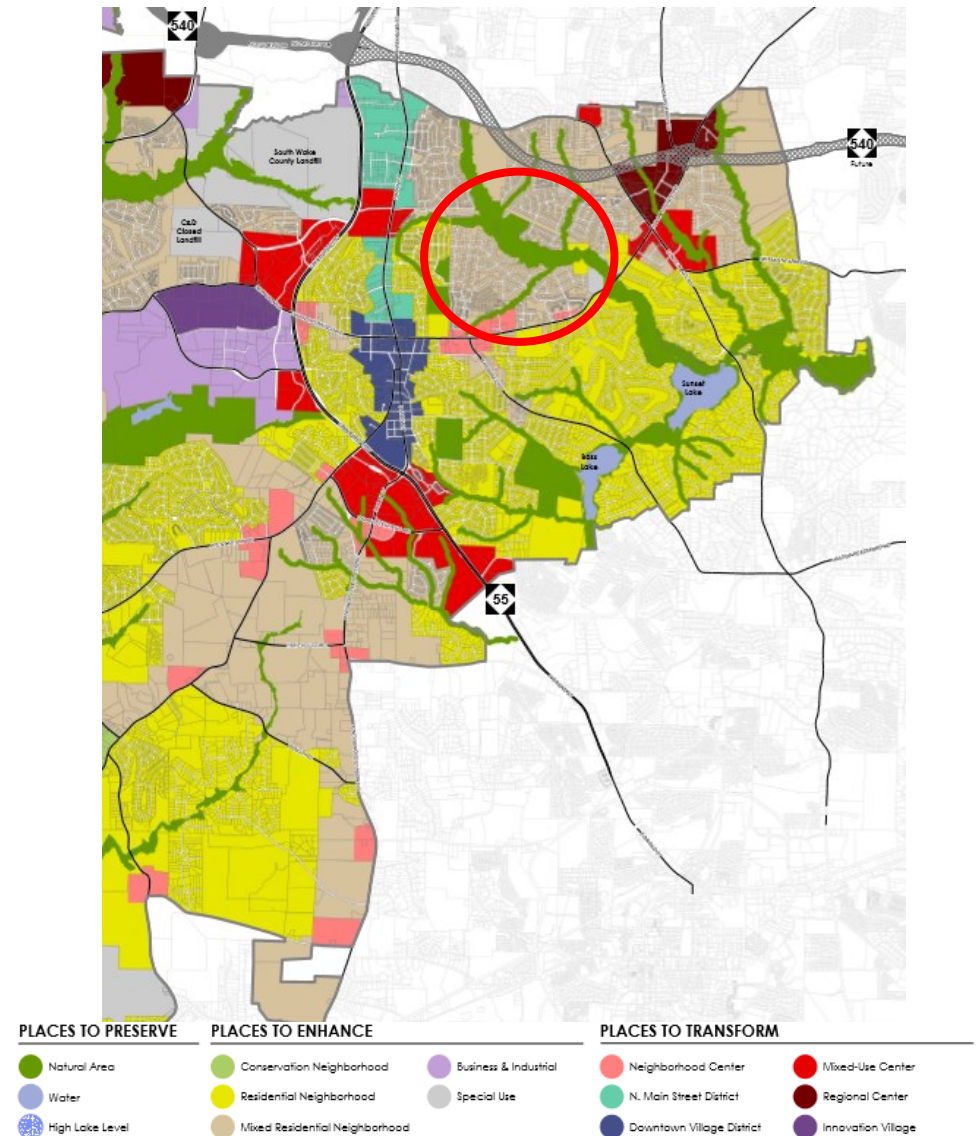 540
South Wake
County Landfill
540
Future
C&D
Closed
Landfill
Sunset
Lake
Bass
Lake
55
PLACES TO PRESERVE
PLACES TO ENHANCE
PLACES TO TRANSFORM
Natural Area
Conservation Neighborhood
Business & Industrial
Neighborhood Center
Mixed-Use Center
Water
Residential Neighborhood
Special Use
N. Main Street District
Regional Center
High Lake Level
Mixed Residential Neighborhood
Downtown Village District
Innovation Village